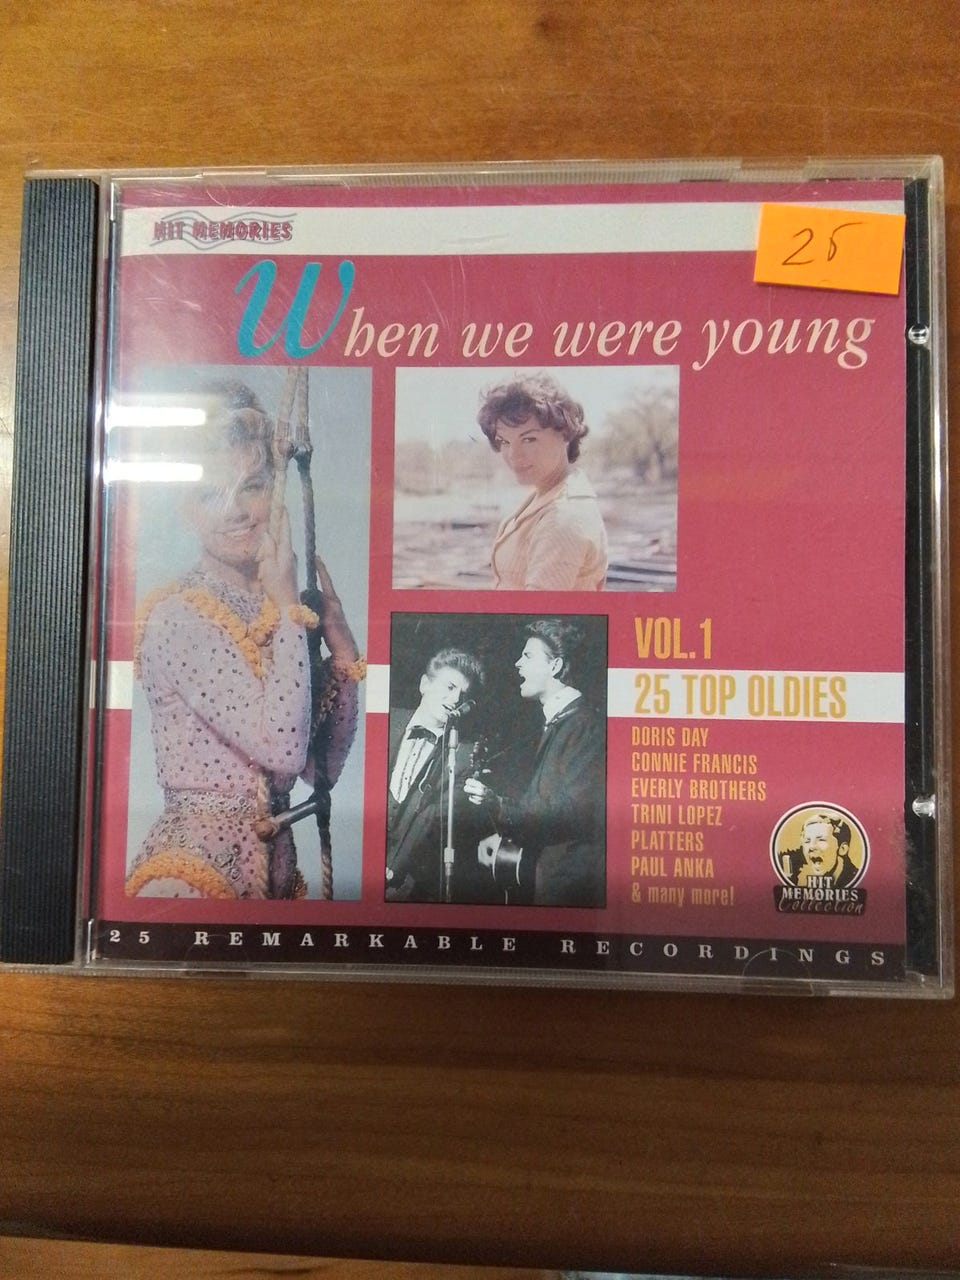 HIT MEMORIES
25
When we were young
VOL.1
25 TOP OLDIES
DORIS DAY
CONNIE FRANCIS
EVERLY BROTHERS
TRINI LOPEZ
PLATTERS
PAUL ANKA
& many more!
HIT
MEMORIES
Collection
25 REMARKABLE RECORDINGS